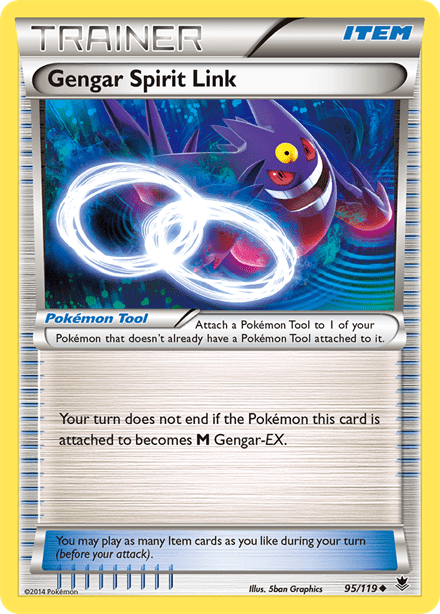 TRAINER
ITEM
Gengar Spirit Link
Pokémon Tool
Attach a Pokémon Tool to 1 of your
Pokémon that doesn't already have a Pokémon Tool attached to it.
Your turn does not end if the Pokémon this card is
attached to becomes M Gengar-EX.
You may play as many Item cards as you like during your turn
(before your attack).
©2014 Pokémon
Illus. 5ban Graphics
95/119